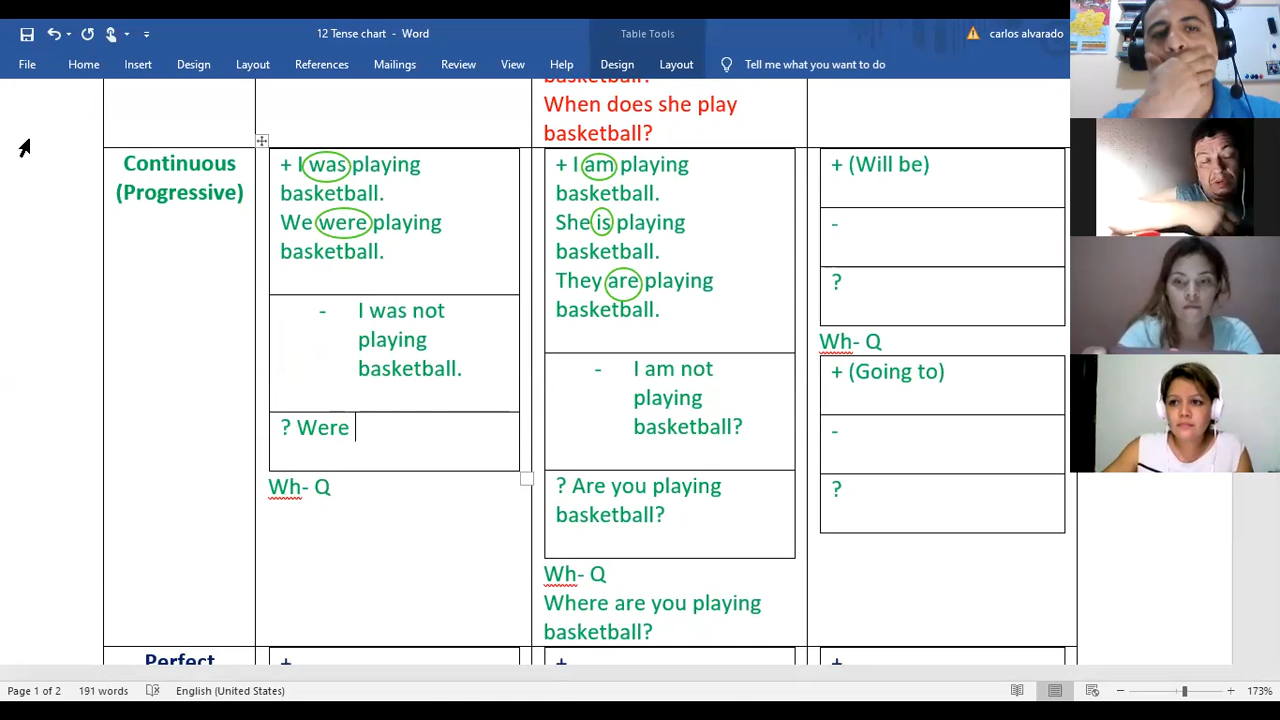 12 Tense chart - Word
Table Tools
carlos alvarado
File
Home
Insert
Design
Layout
References
Mailings
Review
View
Help
Design
Layout
Tell me what you want to do
When does she play
basketball?
Continuous
(Progressive)
+ I was playing
basketball.
We were playing
basketball.
- I was not
playing
basketball.
? Were
Wh- Q
+ I am playing
basketball.
She is playing
basketball.
They are playing
basketball.
- I am not
playing
basketball?
? Are you playing
basketball?
Wh- Q
Where are you playing
basketball?
+ (Will be)
-
?
Wh- Q
+ (Going to)
-
?
Perfect
+
+
+
Page 1 of 2
191 words
English (United States)
173%